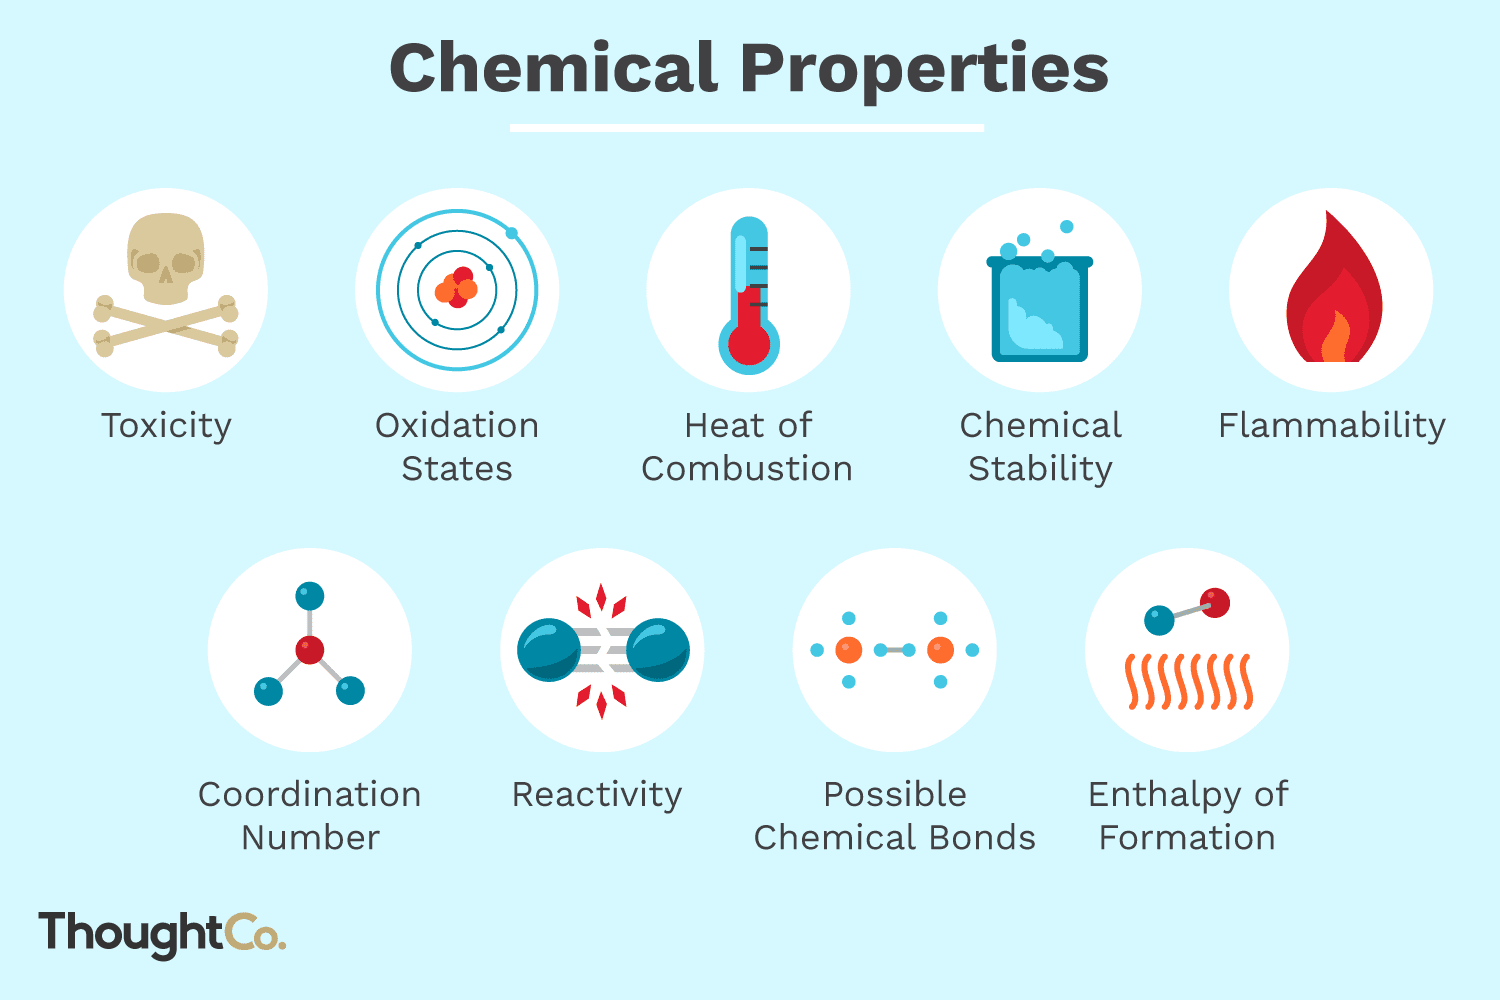 Chemical Properties
Toxicity
Oxidation
States
Heat of
Combustion
Chemical
Stability
Flammability
Coordination
Number
Reactivity
Possible
Chemical Bonds
Enthalpy of
Formation
ThoughtCo.